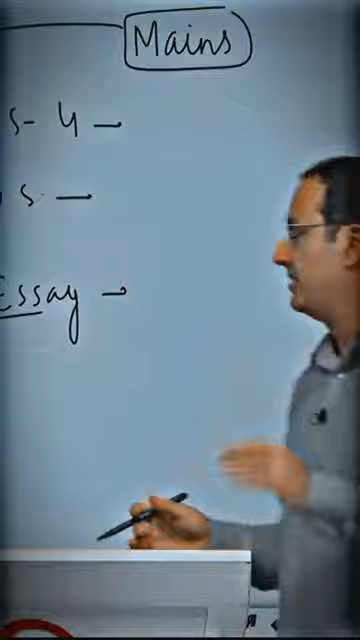 Mains
S- 4 —
S —
Essay —